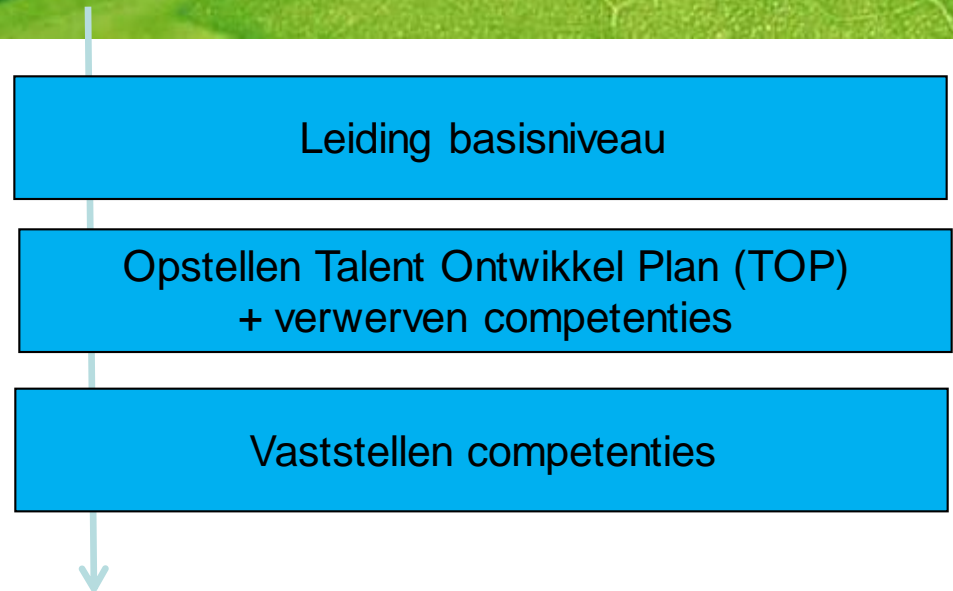 Leiding basisniveau
Opstellen Talent Ontwikkel Plan (TOP)
+ verwerven competenties
Vaststellen competenties